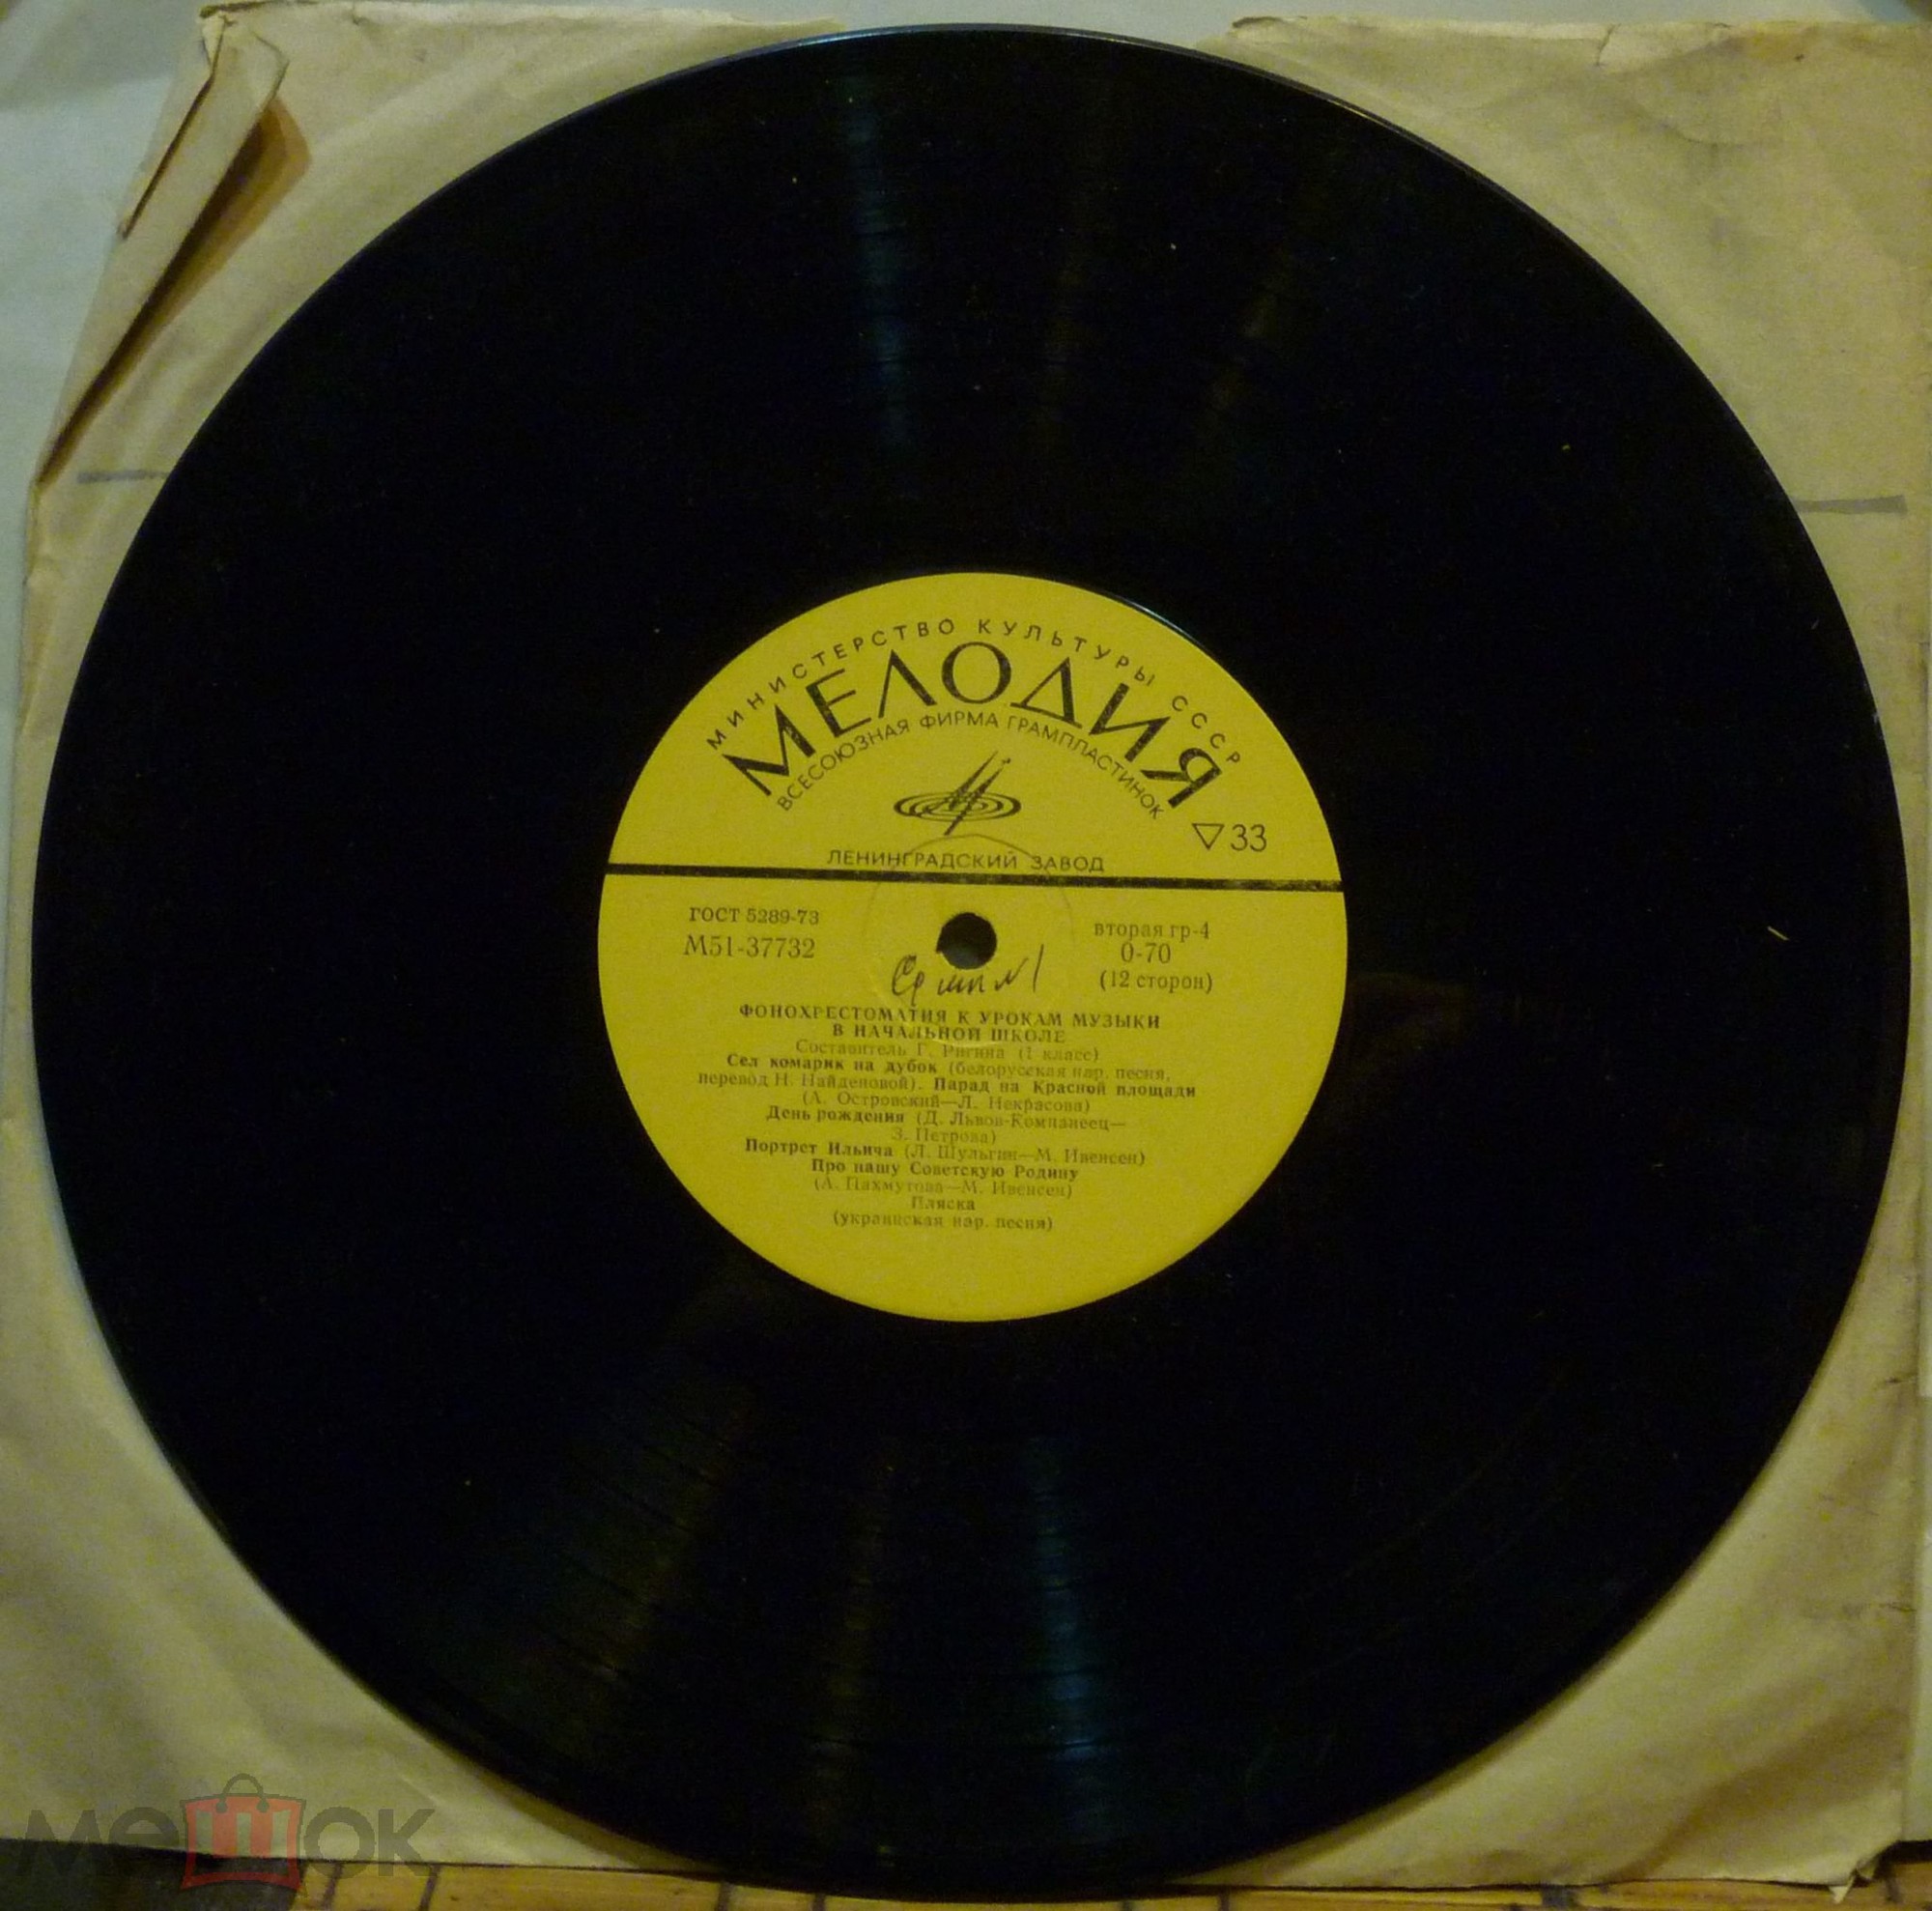 МИНИСТЕРСТВО КУЛЬТУРЫ СССР
МЕЛОДИЯ
ВСЕСОЮЗНАЯ ФИРМА ГРАМПЛАСТИНОК
▽33
ЛЕНИНГРАДСКИЙ ЗАВОД
ГОСТ 5289-73
М51-37732
вторая гр-4
0-70
(12 сторон)
ФОНОХРЕСТОМАТИЯ К УРОКАМ МУЗЫКИ
В НАЧАЛЬНОЙ ШКОЛЕ
Составитель Г. Ригина (1 класс)
Сел комарик на дубок (белорусская нар. песня,
перевод Н. Найденовой). Парад на Красной площади
(А. Островский—Л. Некрасова)
День рождения (Д. Львов-Компанеец—
З. Петрова)
Портрет Ильича (Л. Шульгин—М. Ивенсен)
Про нашу Советскую Родину
(А. Пахмутова—М. Ивенсен)
Пляска
(украинская нар. песня)
мешок